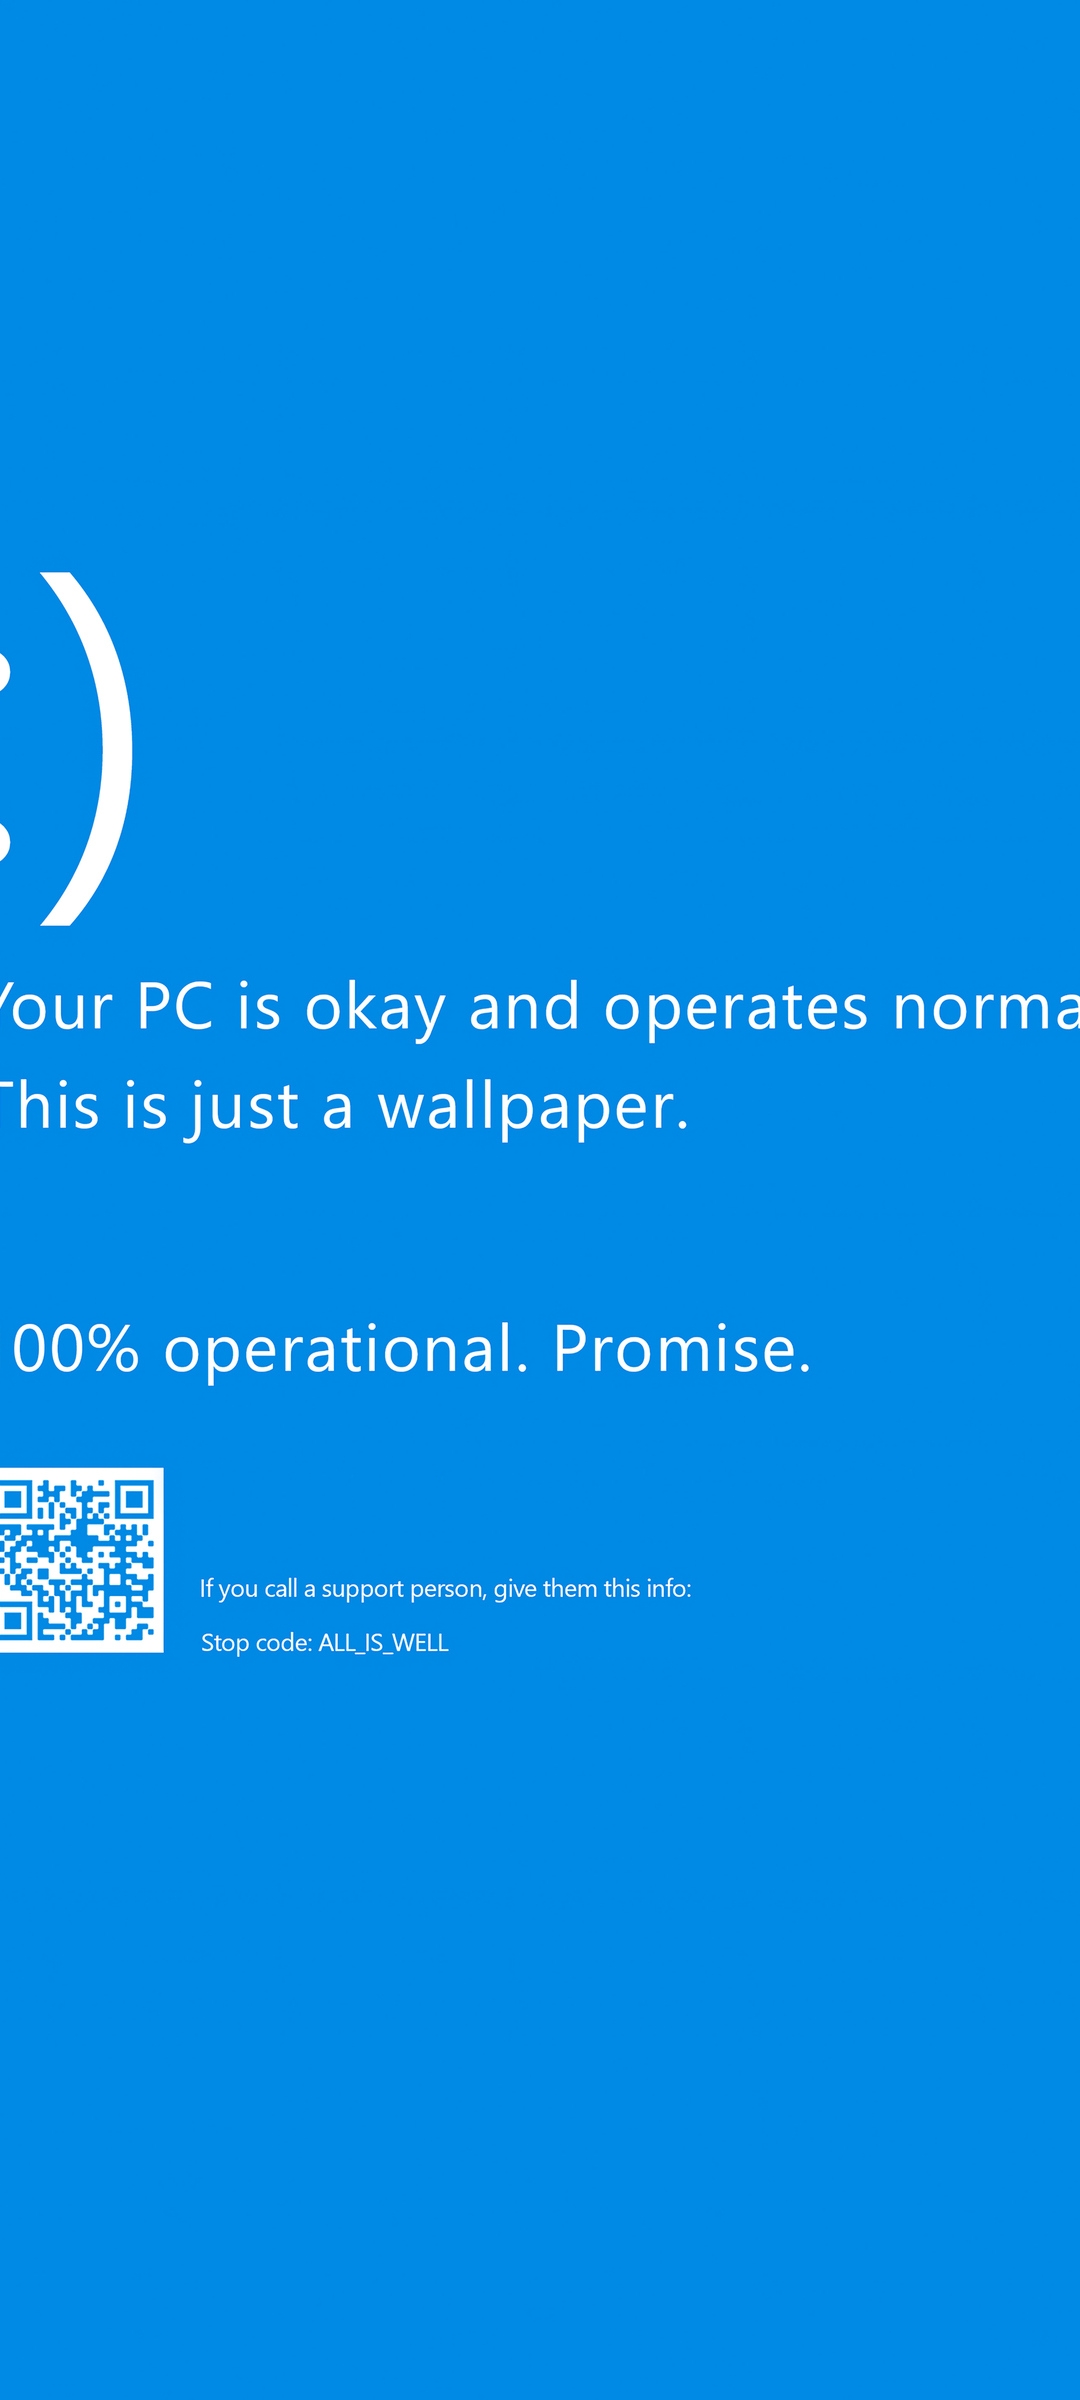 :)
Your PC is okay and operates norma
This is just a wallpaper.
00% operational. Promise.
If you call a support person, give them this info:
Stop code: ALL_IS_WELL